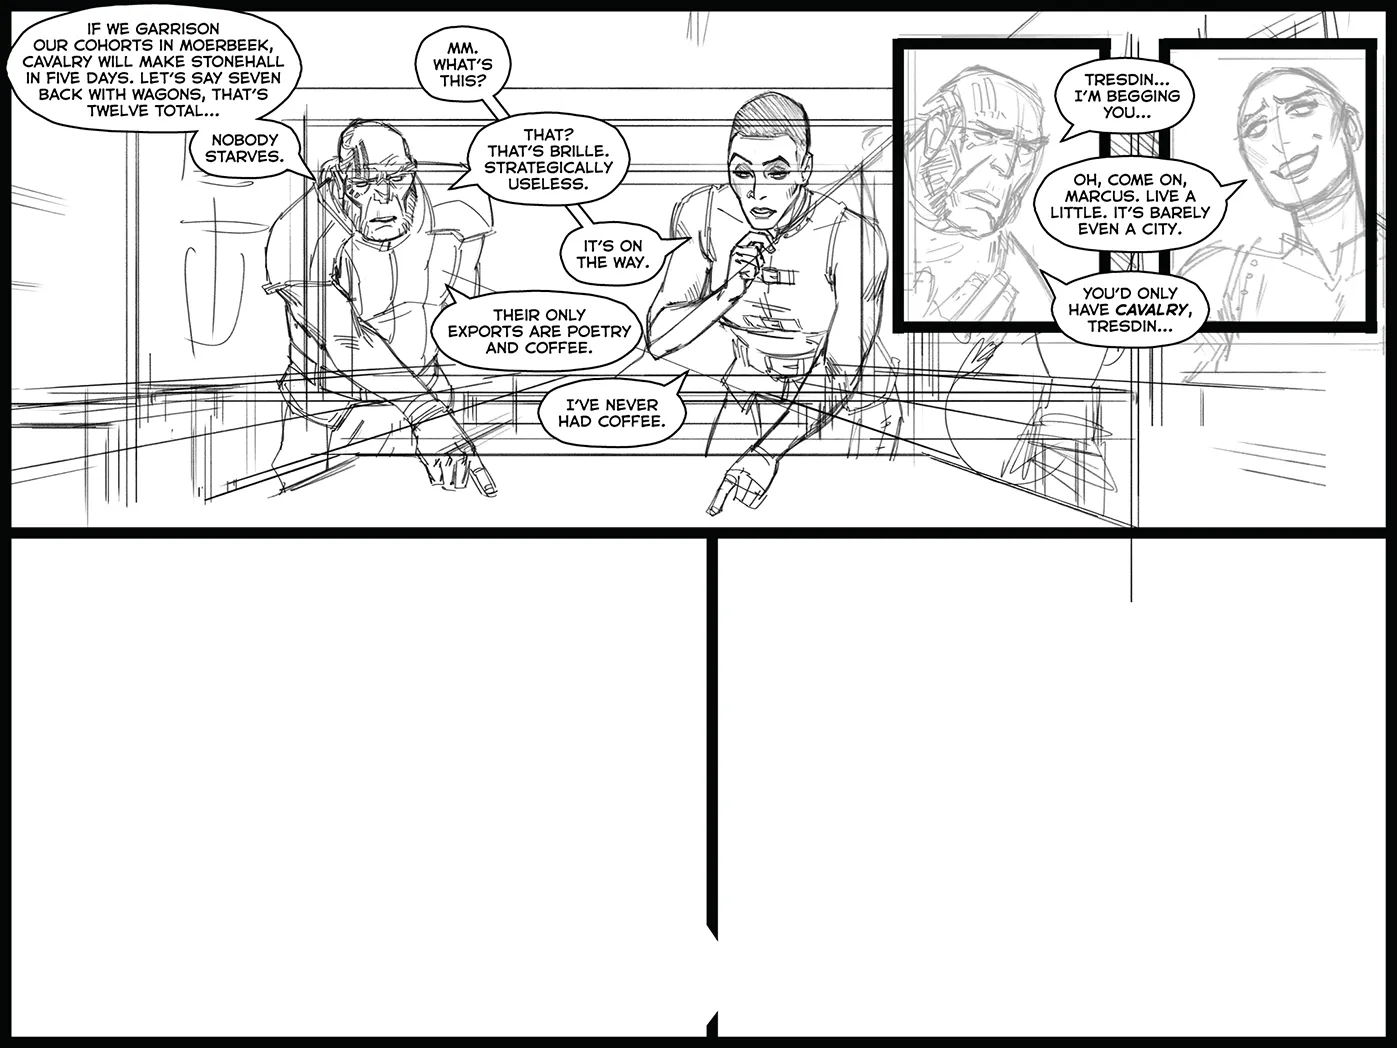 IF WE GARRISON
OUR COHORTS IN MOERBEEK,
CAVALRY WILL MAKE STONEHALL
IN FIVE DAYS. LET'S SAY SEVEN
BACK WITH WAGONS, THAT'S
TWELVE TOTAL...
NOBODY
STARVES.
MM.
WHAT'S
THIS?
THAT?
THAT'S BRILLE.
STRATEGICALLY
USELESS.
IT'S ON
THE WAY.
THEIR ONLY
EXPORTS ARE POETRY
AND COFFEE.
I'VE NEVER
HAD COFFEE.
TRESDIN...
I'M BEGGING
YOU...
OH, COME ON,
MARCUS. LIVE A
LITTLE. IT'S BARELY
EVEN A CITY.
YOU'D ONLY
HAVE CAVALRY,
TRESDIN...